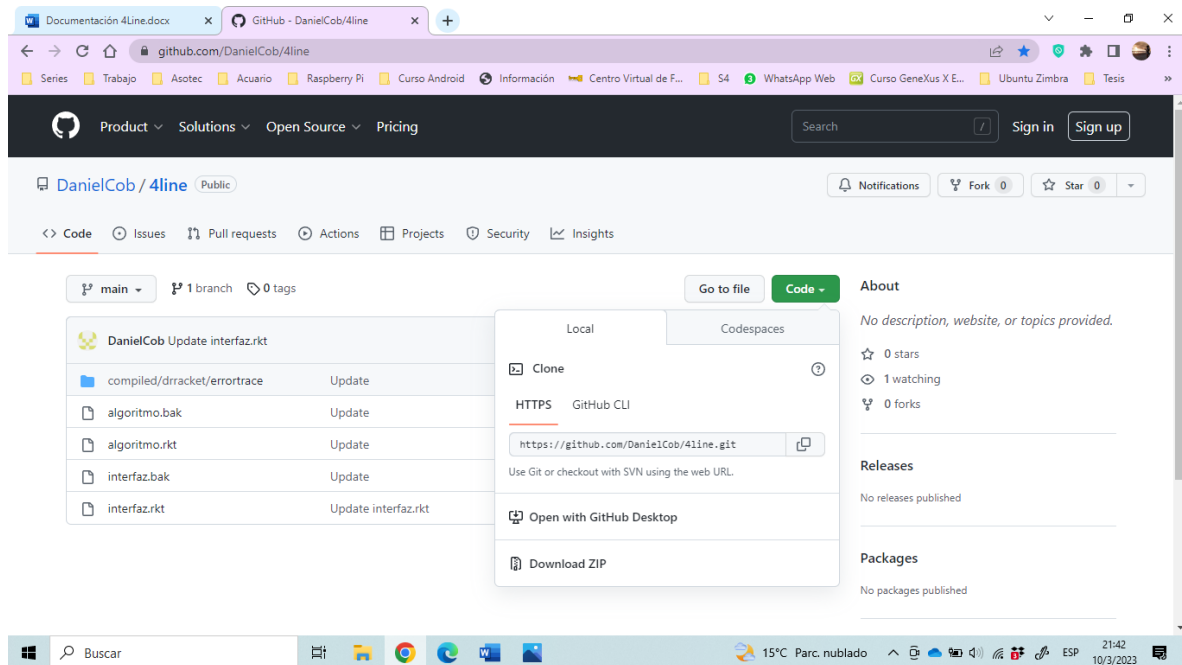 Documentación 4Line.docx
GitHub - DanielCob/4line
github.com/DanielCob/4line
Series
Trabajo
Asotec
Acuario
Raspberry Pi
Curso Android
Información
Centro Virtual de F...
S4
3
WhatsApp Web
GX
Curso GeneXus X E...
Ubuntu Zimbra
Tesis
»
Product
Solutions
Open Source
Pricing
Search
/
Sign in
Sign up
DanielCob / 4line
Public
Notifications
Fork 0
Star 0
<> Code
Issues
Pull requests
Actions
Projects
Security
Insights
main
1 branch
0 tags
Go to file
Code
DanielCob Update interfaz.rkt
compiled/drracket/errortrace
Update
algoritmo.bak
Update
algoritmo.rkt
Update
interfaz.bak
Update
interfaz.rkt
Update interfaz.rkt
Local
Codespaces
Clone
?
HTTPS
GitHub CLI
https://github.com/DanielCob/4line.git
Use Git or checkout with SVN using the web URL.
Open with GitHub Desktop
Download ZIP
About
No description, website, or topics provided.
0 stars
1 watching
0 forks
Releases
No releases published
Packages
No packages published
Buscar
15°C Parc. nublado
ESP
21:42
10/3/2023